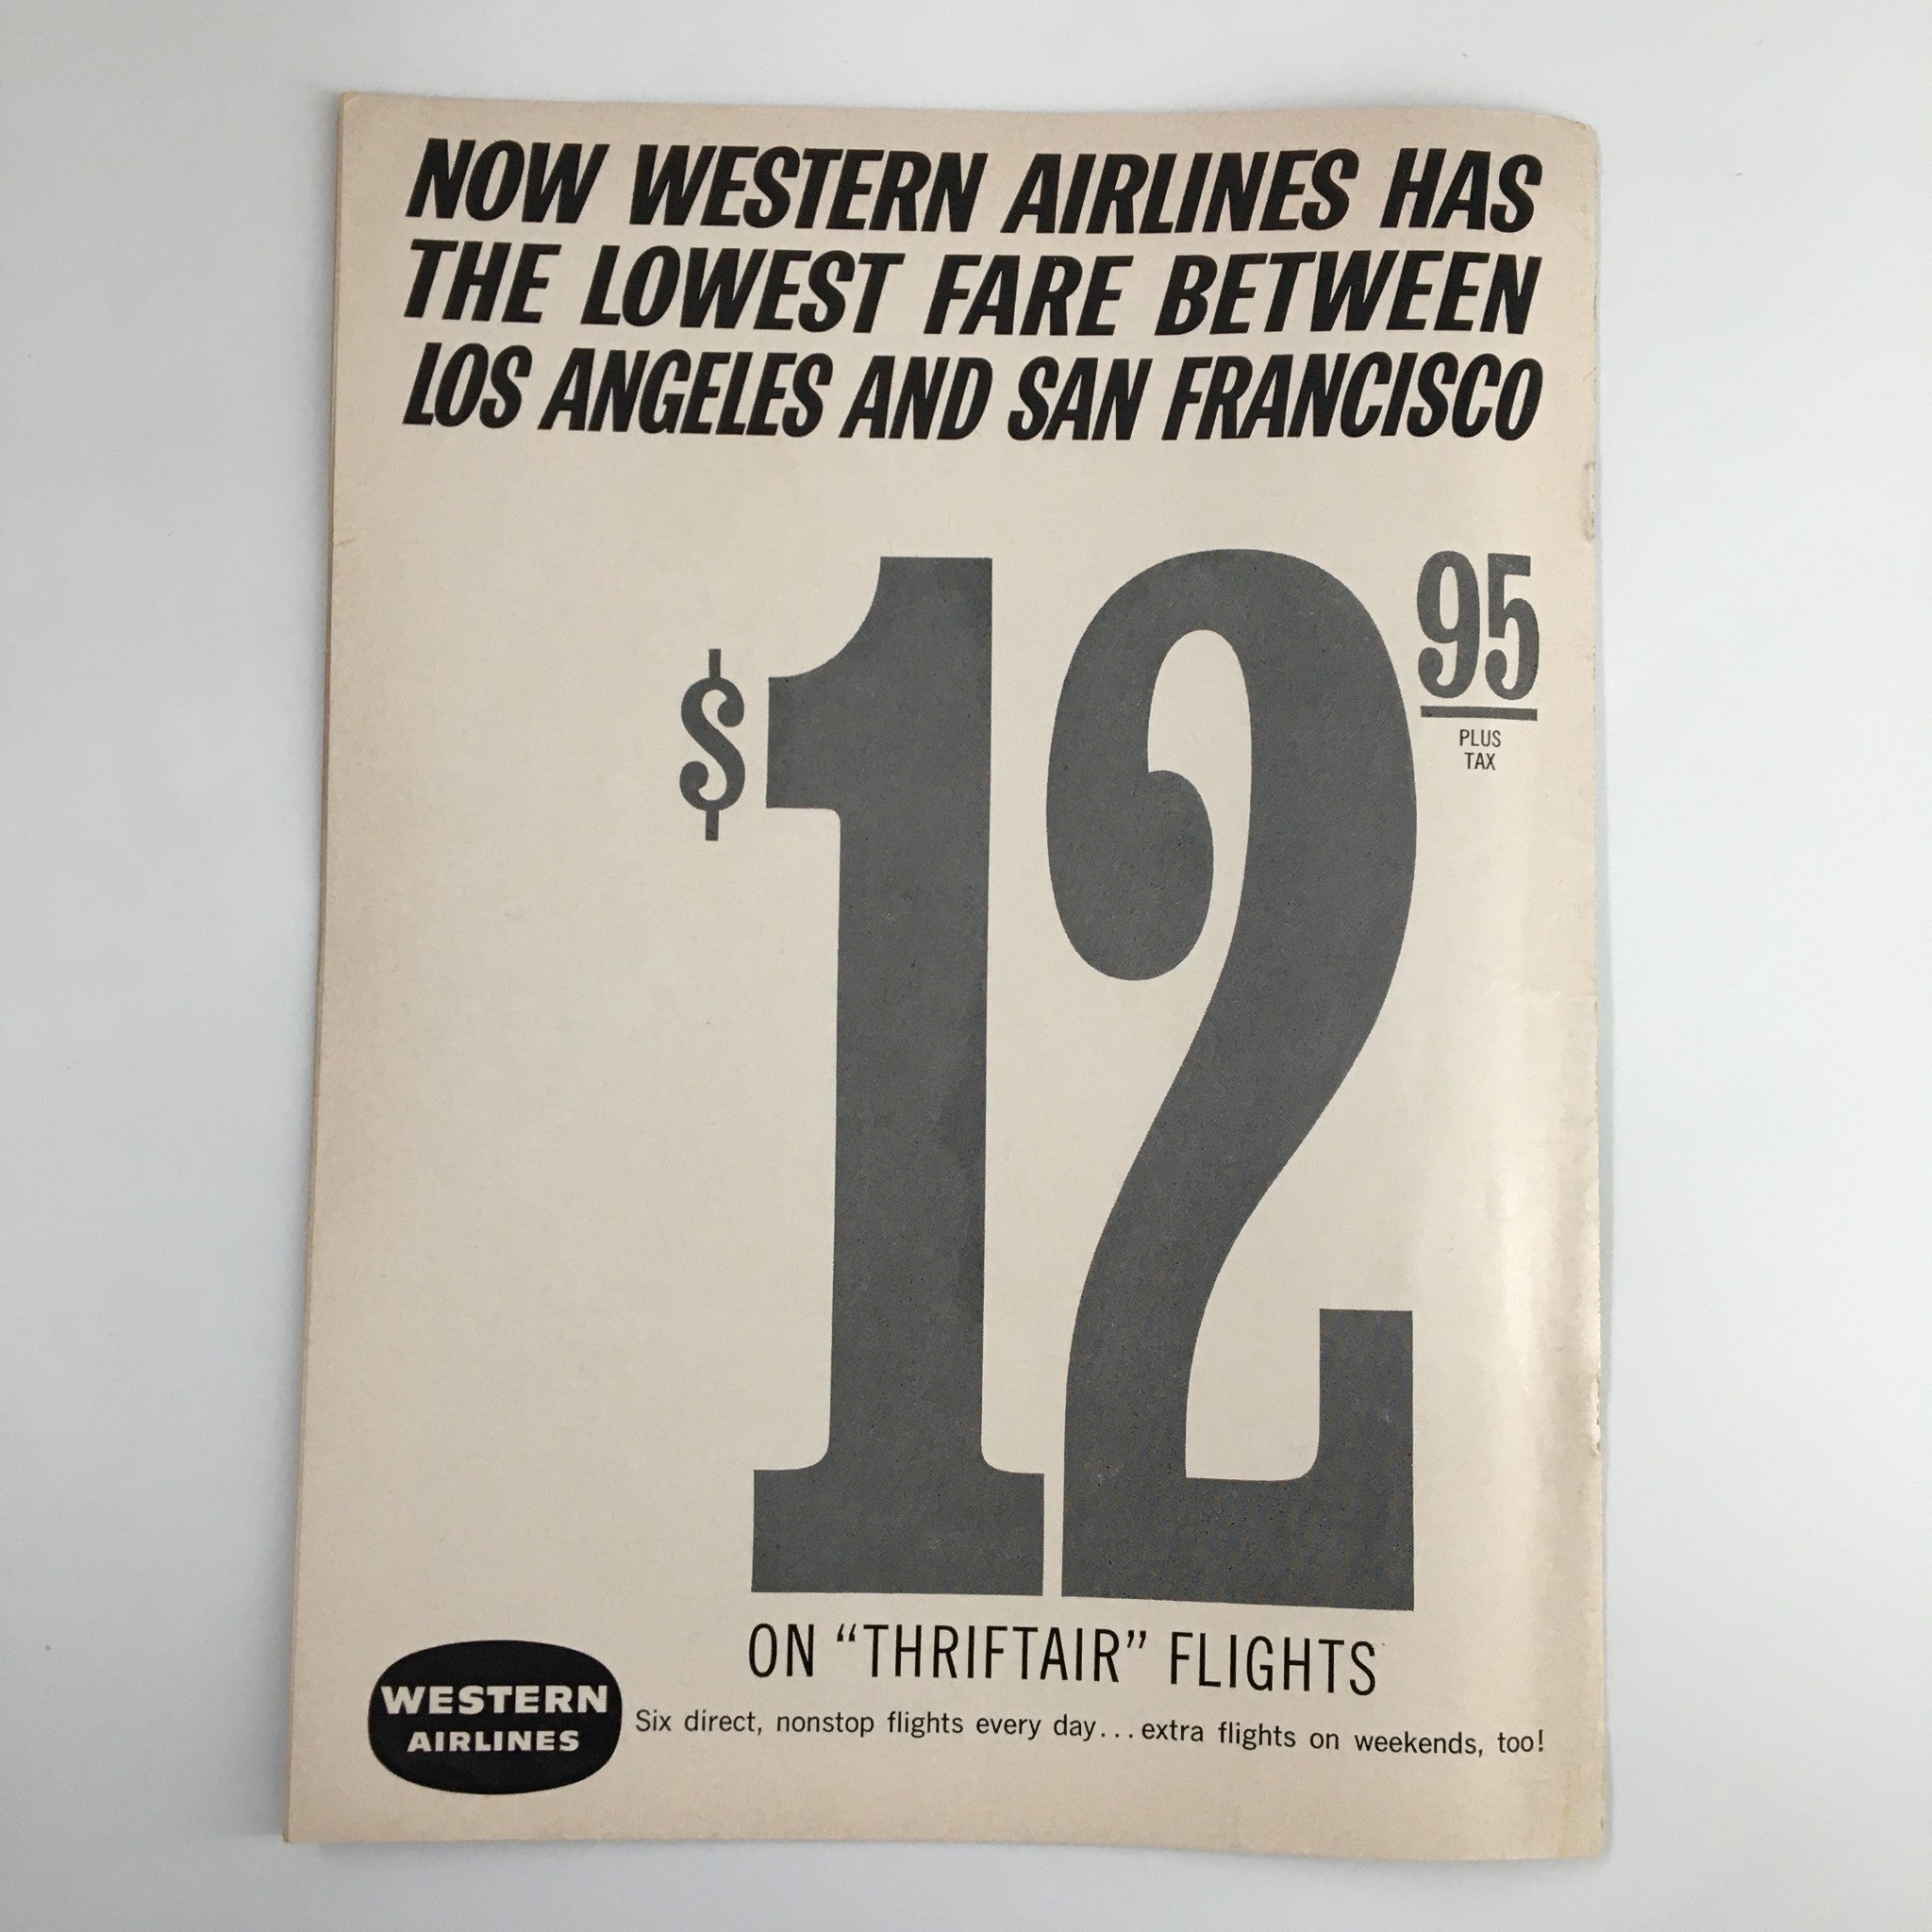 NOW WESTERN AIRLINES HAS
THE LOWEST FARE BETWEEN
LOS ANGELES AND SAN FRANCISCO
$12 95
PLUS
TAX
ON “THRIFTAIR” FLIGHTS
WESTERN
AIRLINES
Six direct, nonstop flights every day...extra flights on weekends, too!